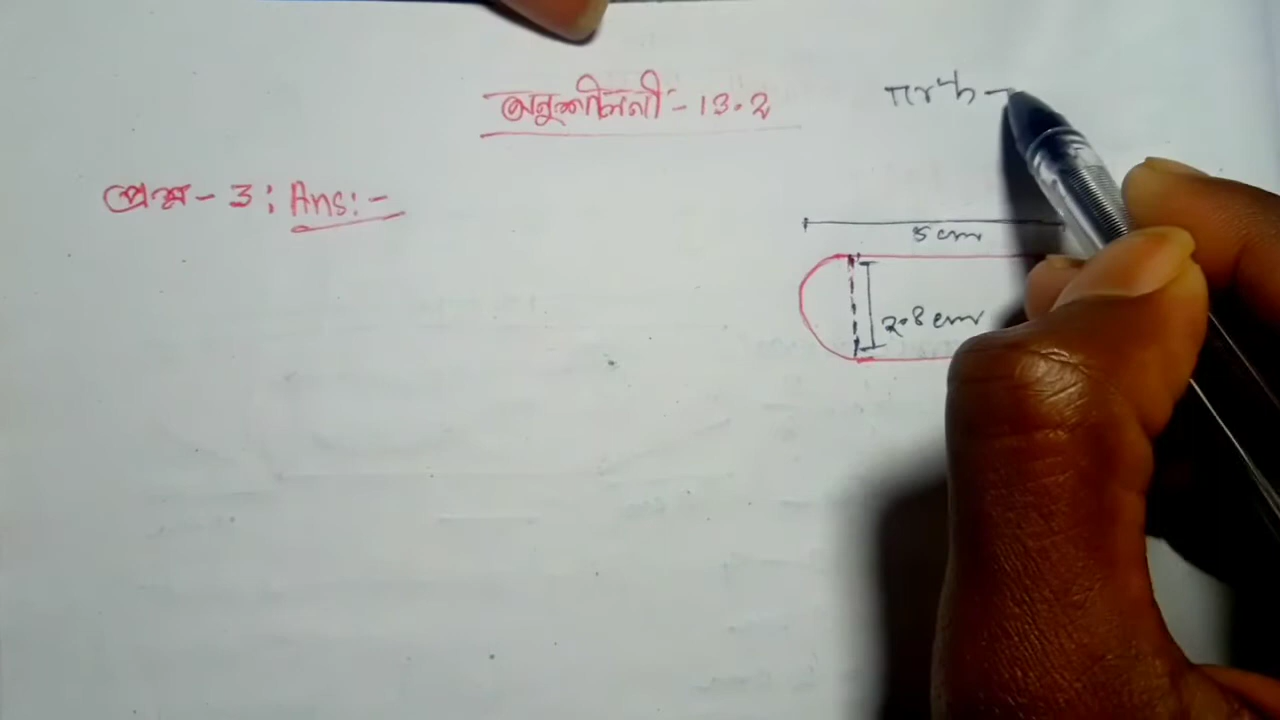 অনুশীলনী - 13.2
πr²h -
প্রশ্ন - 3 : Ans:-
5 cm
2.8 cm